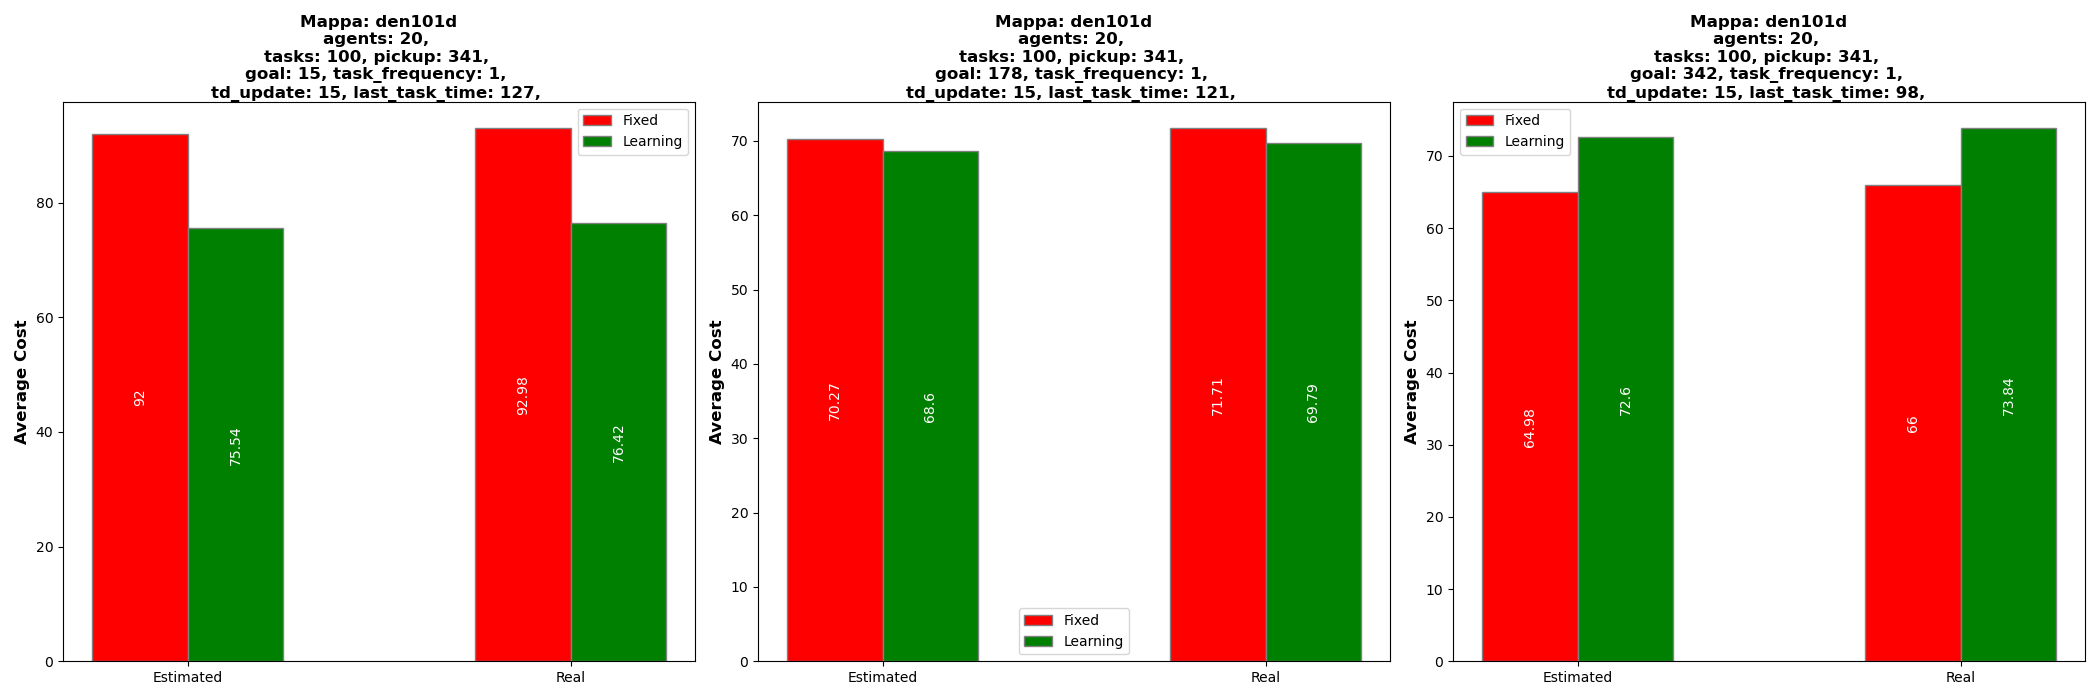 Mappa: den101d
agents: 20,
tasks: 100, pickup: 341,
goal: 15, task_frequency: 1,
td_update: 15, last_task_time: 127,
Fixed
Learning
Average Cost
80
60
40
20
0
92
75.54
92.98
76.42
Estimated
Real
Mappa: den101d
agents: 20,
tasks: 100, pickup: 341,
goal: 178, task_frequency: 1,
td_update: 15, last_task_time: 121,
Average Cost
70
60
50
40
30
20
10
0
70.27
68.6
71.71
69.79
Fixed
Learning
Estimated
Real
Mappa: den101d
agents: 20,
tasks: 100, pickup: 341,
goal: 342, task_frequency: 1,
td_update: 15, last_task_time: 98,
Fixed
Learning
Average Cost
70
60
50
40
30
20
10
0
64.98
72.6
66
73.84
Estimated
Real